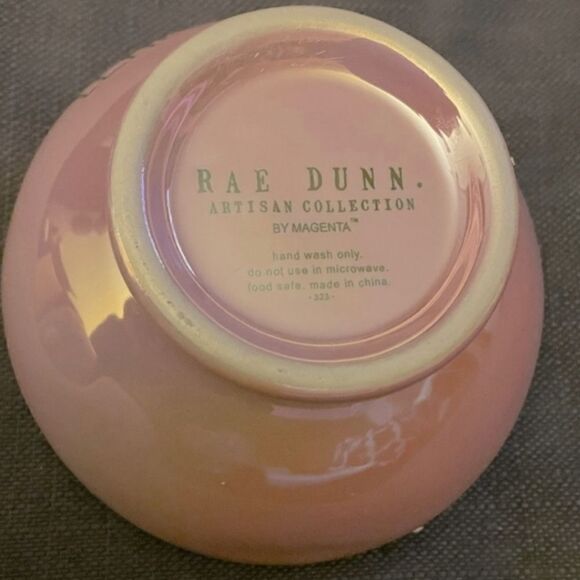 RAE DUNN.
ARTISAN COLLECTION
BY MAGENTA™
hand wash only.
do not use in microwave.
food safe. made in china.
- 323 -